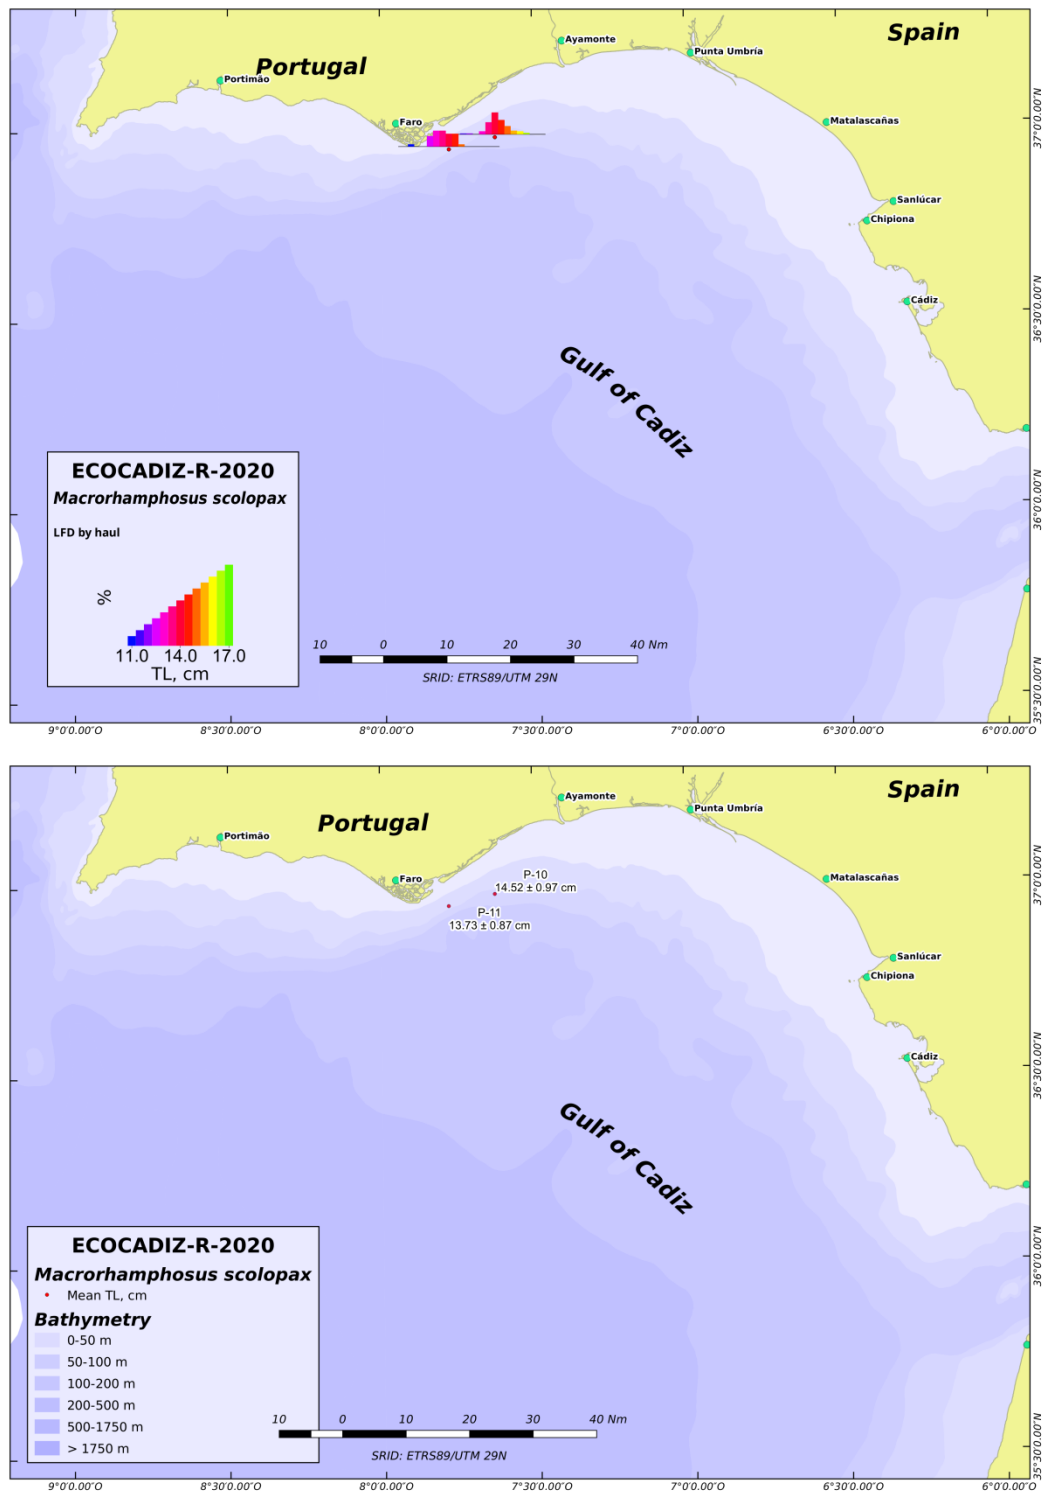 Spain
Ayamonte
Punta Umbría
Portugal
Portimão
Faro
Matalascañas
37°0'0.00"N
Sanlúcar
Chipiona
Cádiz
36°30'0.00"N
Gulf of Cadiz
ECOCADIZ-R-2020
Macrorhamphosus scolopax
LFD by haul
%
11.0 14.0 17.0
TL, cm
36°0'0.00"N
10 0 10 20 30 40 Nm
SRID: ETRS89/UTM 29N
35°30'0.00"N
9°0'0.00"O 8°30'0.00"O 8°0'0.00"O 7°30'0.00"O 7°0'0.00"O 6°30'0.00"O 6°0'0.00"O
Spain
Ayamonte
Punta Umbría
Portugal
Portimão
Faro
P-10
14.52 ± 0.97 cm
P-11
13.73 ± 0.87 cm
Matalascañas
37°0'0.00"N
Sanlúcar
Chipiona
Cádiz
36°30'0.00"N
Gulf of Cadiz
36°0'0.00"N
ECOCADIZ-R-2020
Macrorhamphosus scolopax
Mean TL, cm
Bathymetry
0-50 m
50-100 m
100-200 m
200-500 m
500-1750 m
> 1750 m
10 0 10 20 30 40 Nm
SRID: ETRS89/UTM 29N
35°30'0.00"N
9°0'0.00"O 8°30'0.00"O 8°0'0.00"O 7°30'0.00"O 7°0'0.00"O 6°30'0.00"O 6°0'0.00"O